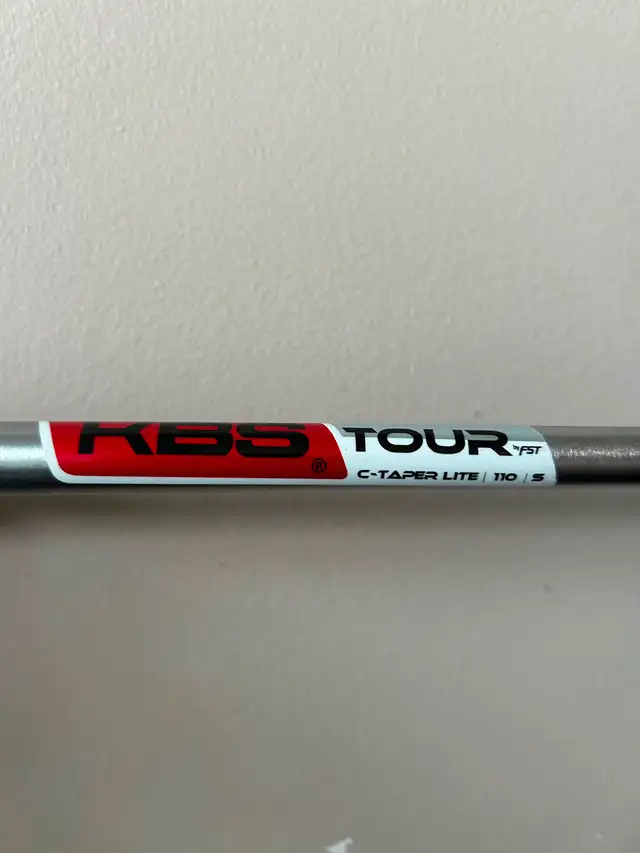 KBS® TOUR by FST
C-TAPER LITE | 110 | S